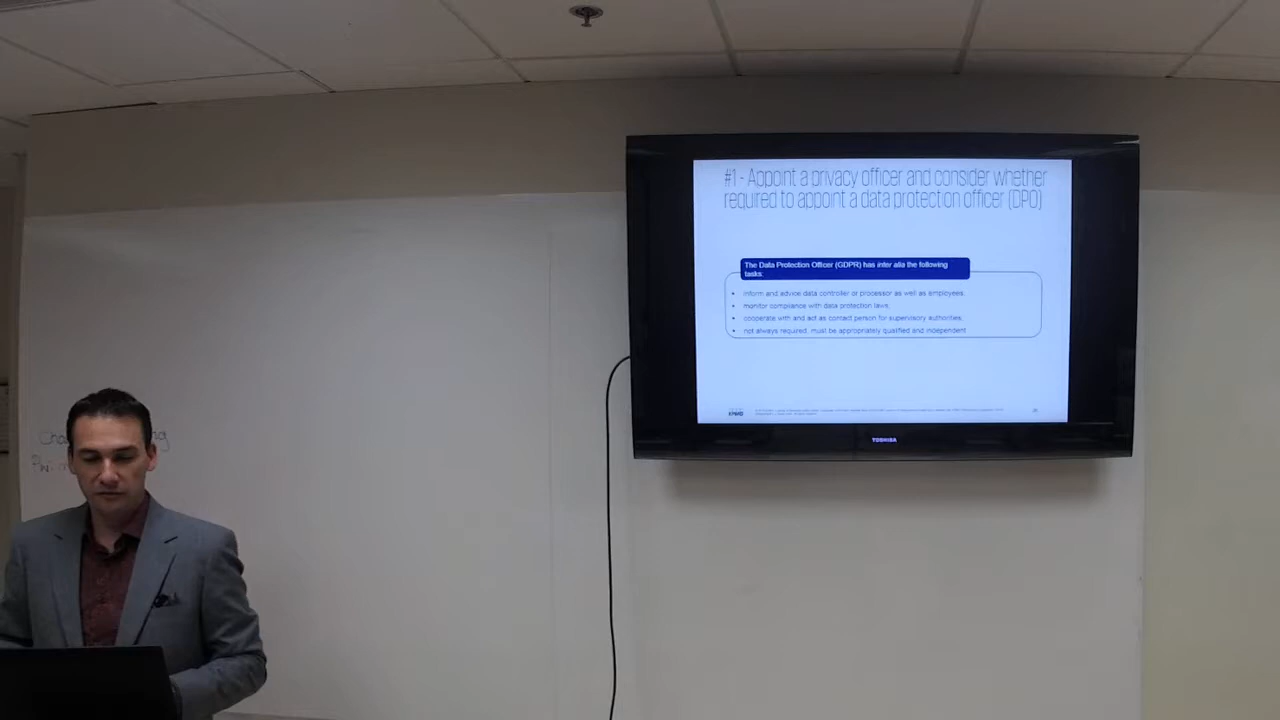 #1 - Appoint a privacy officer and consider whether
required to appoint a data protection officer (DPO)
The Data Protection Officer (GDPR) has inter alia the following
tasks:
• inform and advice data controller or processor as well as employees,
• monitor compliance with data protection laws,
• cooperate with and act as contact person for supervisory authorities,
• not always required, must be appropriately qualified and independent
KPMG
TOSHIBA